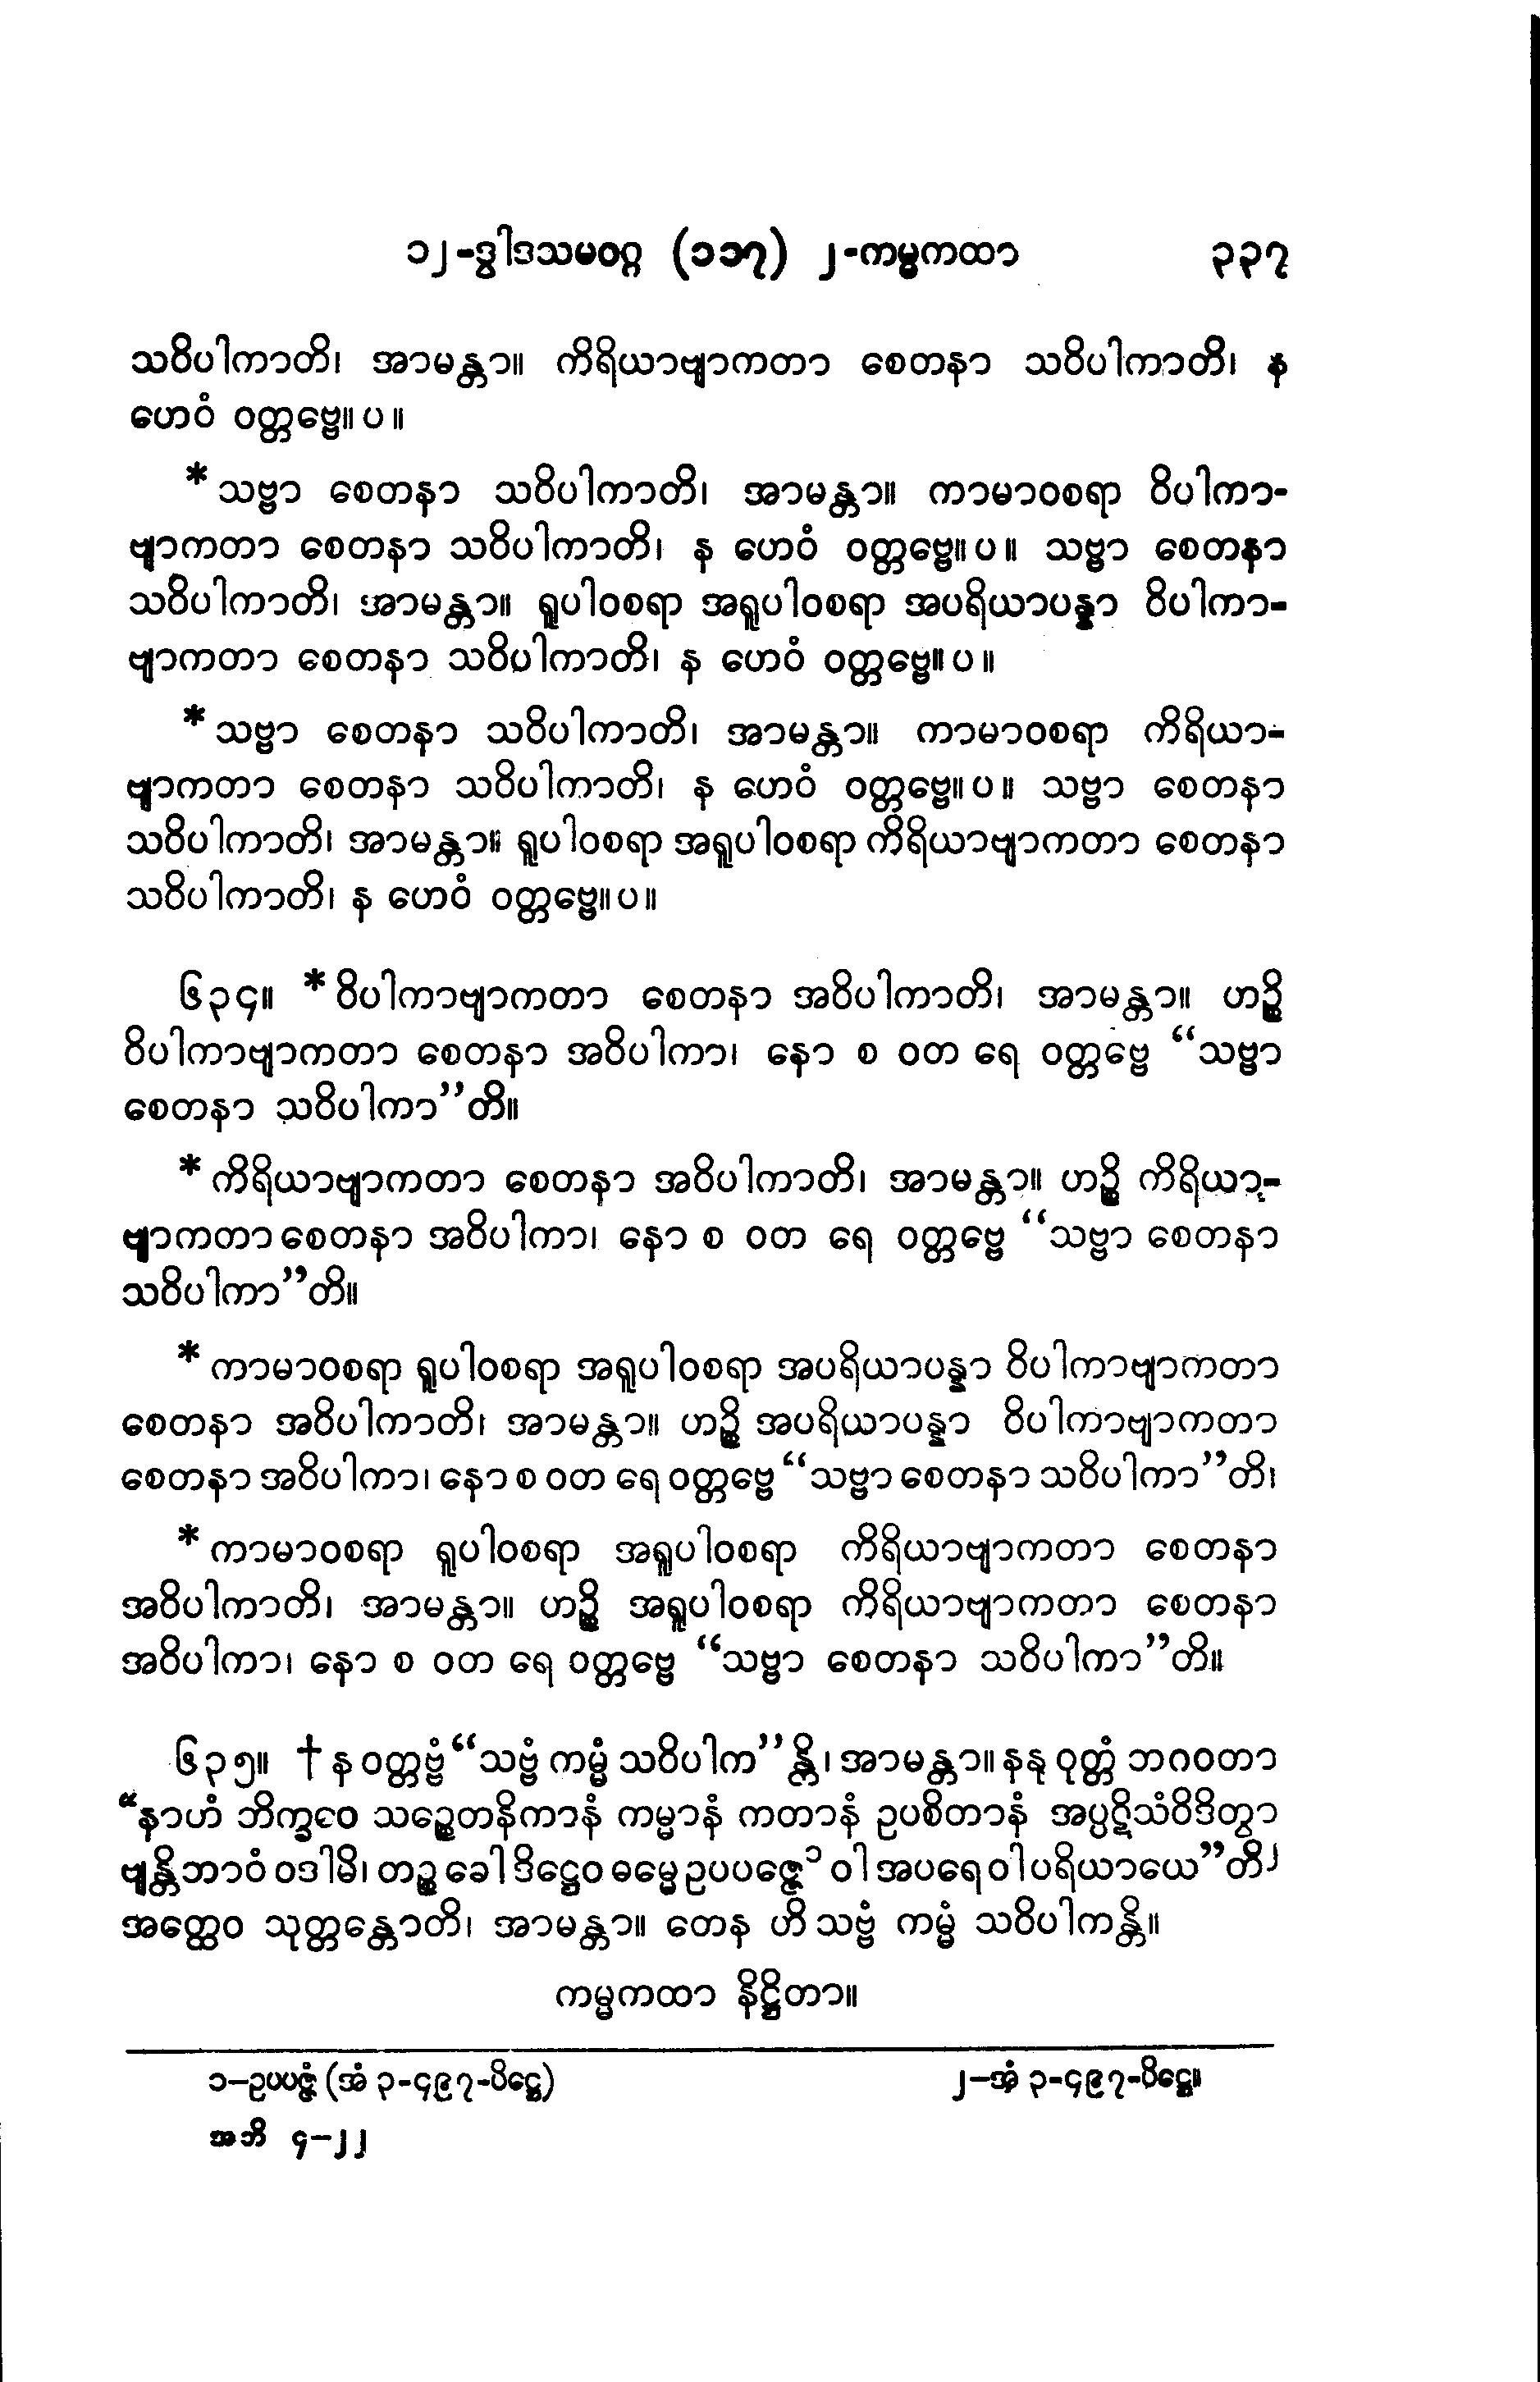 ၁၂-ဒွါဒသမဝဂ္ဂ (၁၁၇) ၂-ကမ္မကထာ ၃၃၇
သဝိပါကာတိ၊ အာမန္တာ။ ကိရိယာဗျာကတာ စေတနာ သဝိပါကာတိ၊ န
ဟေဝံ ဝတ္တဗ္ဗေ။ ပ။
*သဗ္ဗာ စေတနာ သဝိပါကာတိ၊ အာမန္တာ။ ကာမာဝစရာ ဝိပါကာ-
ဗျာကတာ စေတနာ သဝိပါကာတိ၊ န ဟေဝံ ဝတ္တဗ္ဗေ။ ပ။ သဗ္ဗာ စေတနာ
သဝိပါကာတိ၊ အာမန္တာ။ ရူပါဝစရာ အရူပါဝစရာ အပရိယာပန္နာ ဝိပါကာ-
ဗျာကတာ စေတနာ သဝိပါကာတိ၊ န ဟေဝံ ဝတ္တဗ္ဗေ။ ပ။
*သဗ္ဗာ စေတနာ သဝိပါကာတိ၊ အာမန္တာ။ ကာမာဝစရာ ကိရိယာ-
ဗျာကတာ စေတနာ သဝိပါကာတိ၊ န ဟေဝံ ဝတ္တဗ္ဗေ။ ပ။ သဗ္ဗာ စေတနာ
သဝိပါကာတိ၊ အာမန္တာ။ ရူပါဝစရာ အရူပါဝစရာ ကိရိယာဗျာကတာ စေတနာ
သဝိပါကာတိ၊ န ဟေဝံ ဝတ္တဗ္ဗေ။ ပ။
၆၃၄။ *ဝိပါကာဗျာကတာ စေတနာ အဝိပါကာတိ၊ အာမန္တာ။ ဟဉ္စိ
ဝိပါကာဗျာကတာ စေတနာ အဝိပါကာ၊ နော စ ဝတ ရေ ဝတ္တဗ္ဗေ “သဗ္ဗာ
စေတနာ သဝိပါကာ”တိ။
*ကိရိယာဗျာကတာ စေတနာ အဝိပါကာတိ၊ အာမန္တာ။ ဟဉ္စိ ကိရိယာ-
ဗျာကတာ စေတနာ အဝိပါကာ၊ နော စ ဝတ ရေ ဝတ္တဗ္ဗေ “သဗ္ဗာ စေတနာ
သဝိပါကာ”တိ။
*ကာမာဝစရာ ရူပါဝစရာ အရူပါဝစရာ အပရိယာပန္နာ ဝိပါကာဗျာကတာ
စေတနာ အဝိပါကာတိ၊ အာမန္တာ။ ဟဉ္စိ အပရိယာပန္နာ ဝိပါကာဗျာကတာ
စေတနာ အဝိပါကာ၊ နော စ ဝတ ရေ ဝတ္တဗ္ဗေ “သဗ္ဗာ စေတနာ သဝိပါကာ”တိ၊
*ကာမာဝစရာ ရူပါဝစရာ အရူပါဝစရာ ကိရိယာဗျာကတာ စေတနာ
အဝိပါကာတိ၊ အာမန္တာ။ ဟဉ္စိ အရူပါဝစရာ ကိရိယာဗျာကတာ စေတနာ
အဝိပါကာ၊ နော စ ဝတ ရေ ဝတ္တဗ္ဗေ “သဗ္ဗာ စေတနာ သဝိပါကာ”တိ။
၆၃၅။ †န ဝတ္တဗ္ဗံ “သဗ္ဗံ ကမ္မံ သဝိပါက”န္တိ၊ အာမန္တာ။ နနု ဝုတ္တံ ဘဂဝတာ
“နာဟံ ဘိက္ခဝေ သဉ္စေတနိကာနံ ကမ္မာနံ ကတာနံ ဥပစိတာနံ အပ္ပဋိသံဝိဒိတွာ
ဗျန္တိဘာဝံ ဝဒါမိ၊ တဉ္စ ခေါ ဒိဋ္ဌေဝ ဓမ္မေ ဥပပဇ္ဇေ၁ ဝါ အပရေ ဝါ ပရိယာယေ”တိ၂
အတ္ထေဝ သုတ္တန္တောတိ၊ အာမန္တာ။ တေန ဟိ သဗ္ဗံ ကမ္မံ သဝိပါကန္တိ။
ကမ္မကထာ နိဋ္ဌိတာ။
၁–ဥပပဇ္ဇံ (အံ ၃-၄၉၇-ပိဋ္ဌေ) ၂–အံ ၃-၄၉၇-ပိဋ္ဌေ။
အဘိ ၄–၂၂